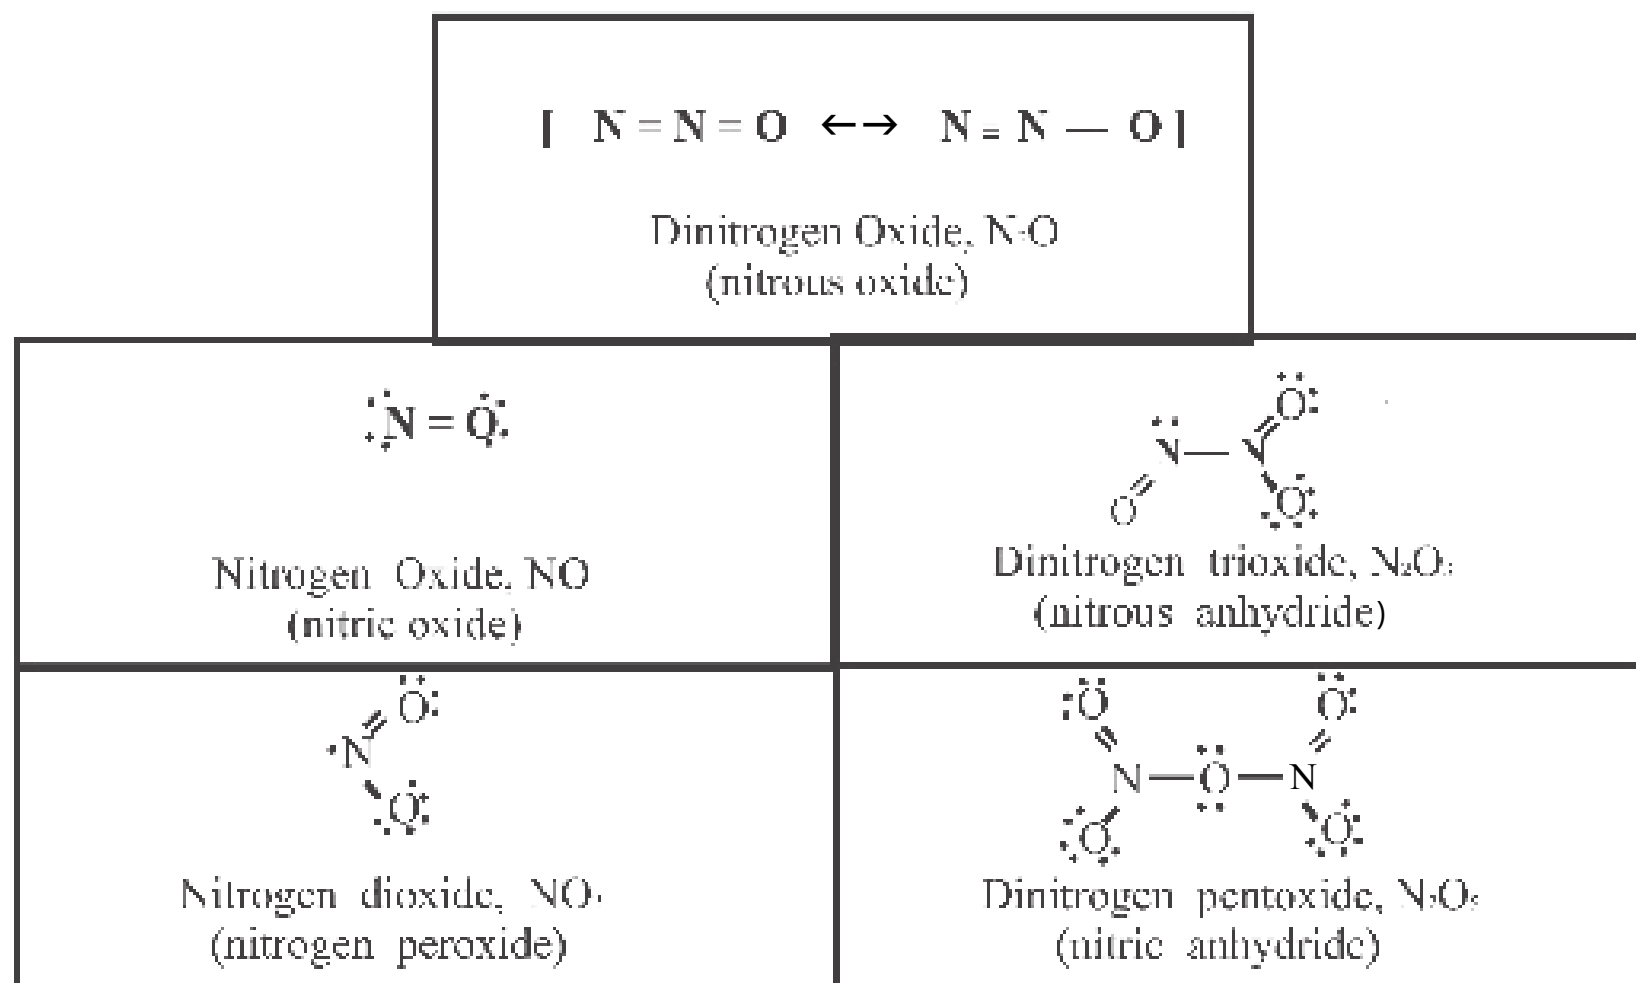 [ N = N = O ←→ N = N — O ]
Dinitrogen Oxide, N₂O
(nitrous oxide)
N = O
Nitrogen Oxide, NO
(nitric oxide)
O
N — N
O O
Dinitrogen trioxide, N₂O₃
(nitrous anhydride)
O
N
O
Nitrogen dioxide, NO₂
(nitrogen peroxide)
O O
N — O — N
O O
Dinitrogen pentoxide, N₂O₅
(nitric anhydride)